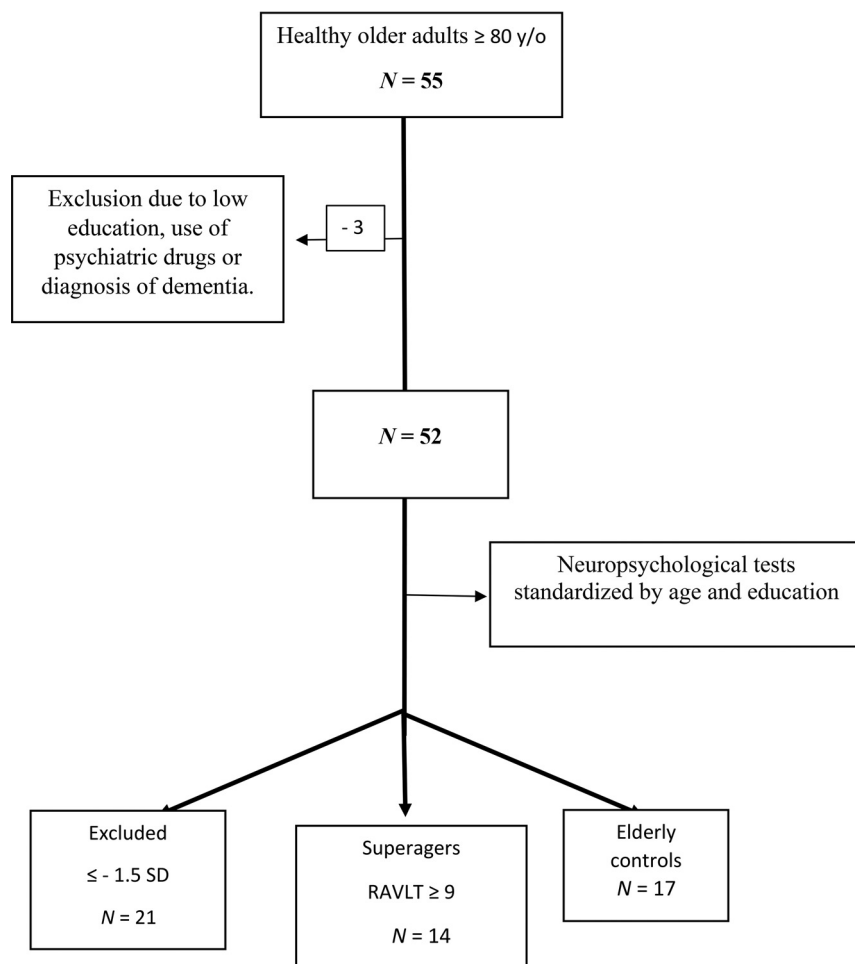 Healthy older adults ≥ 80 y/o
N = 55
Exclusion due to low
education, use of
psychiatric drugs or
diagnosis of dementia.
- 3
N = 52
Neuropsychological tests
standardized by age and education
Excluded
≤ - 1.5 SD
N = 21
Superagers
RAVLT ≥ 9
N = 14
Elderly
controls
N = 17